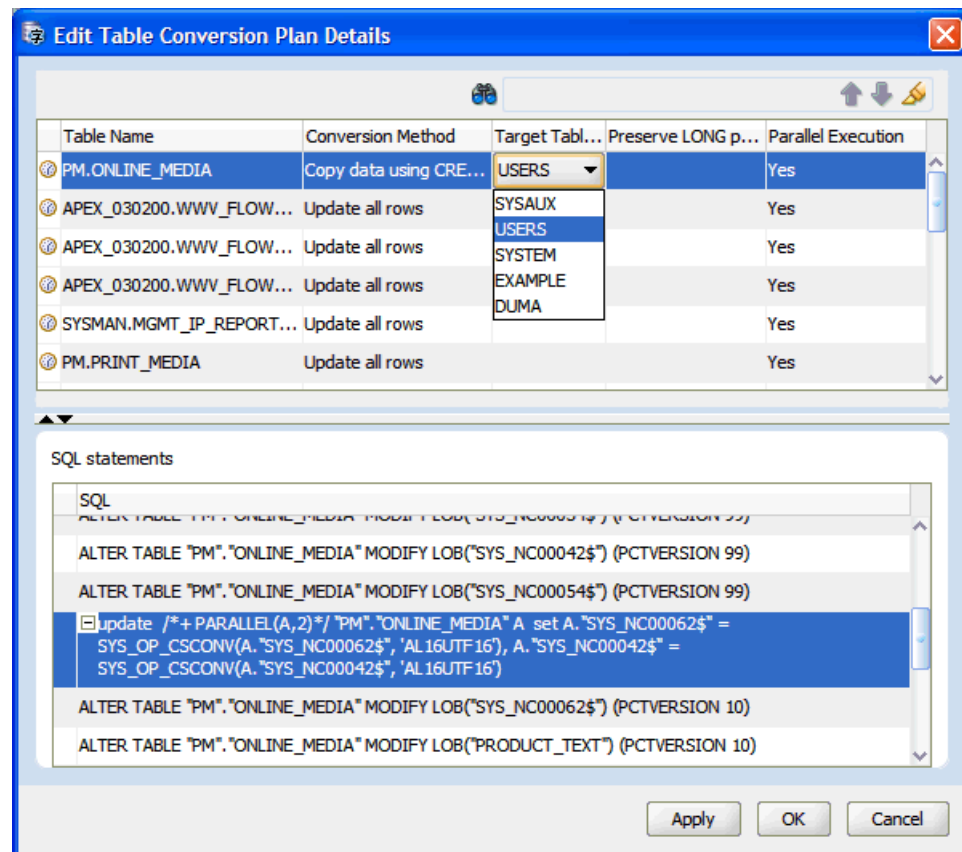 Edit Table Conversion Plan Details
Table Name Conversion Method Target Tabl... Preserve LONG p... Parallel Execution
PM.ONLINE_MEDIA Copy data using CRE... USERS Yes
APEX_030200.WWV_FLOW... Update all rows SYSAUX Yes
USERS
APEX_030200.WWV_FLOW... Update all rows SYSTEM Yes
APEX_030200.WWV_FLOW... Update all rows EXAMPLE Yes
DUMA
SYSMAN.MGMT_IP_REPORT... Update all rows Yes
PM.PRINT_MEDIA Update all rows Yes
SQL statements
SQL
ALTER TABLE "PM"."ONLINE_MEDIA" MODIFY LOB("SYS_NC00042$") (PCTVERSION 99)
ALTER TABLE "PM"."ONLINE_MEDIA" MODIFY LOB("SYS_NC00054$") (PCTVERSION 99)
update /*+ PARALLEL(A,2)*/ "PM"."ONLINE_MEDIA" A set A."SYS_NC00062$" =
SYS_OP_CSCONV(A."SYS_NC00062$", 'AL16UTF16'), A."SYS_NC00042$" =
SYS_OP_CSCONV(A."SYS_NC00042$", 'AL16UTF16')
ALTER TABLE "PM"."ONLINE_MEDIA" MODIFY LOB("SYS_NC00062$") (PCTVERSION 10)
ALTER TABLE "PM"."ONLINE_MEDIA" MODIFY LOB("PRODUCT_TEXT") (PCTVERSION 10)
Apply OK Cancel